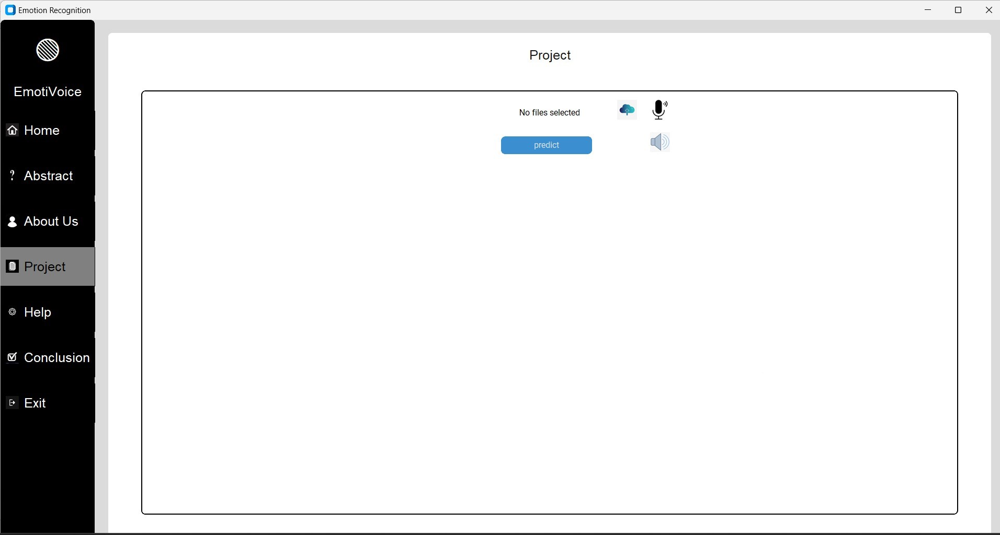 Emotion Recognition
EmotiVoice
Home
Abstract
About Us
Project
Help
Conclusion
Exit
Project
No files selected
predict